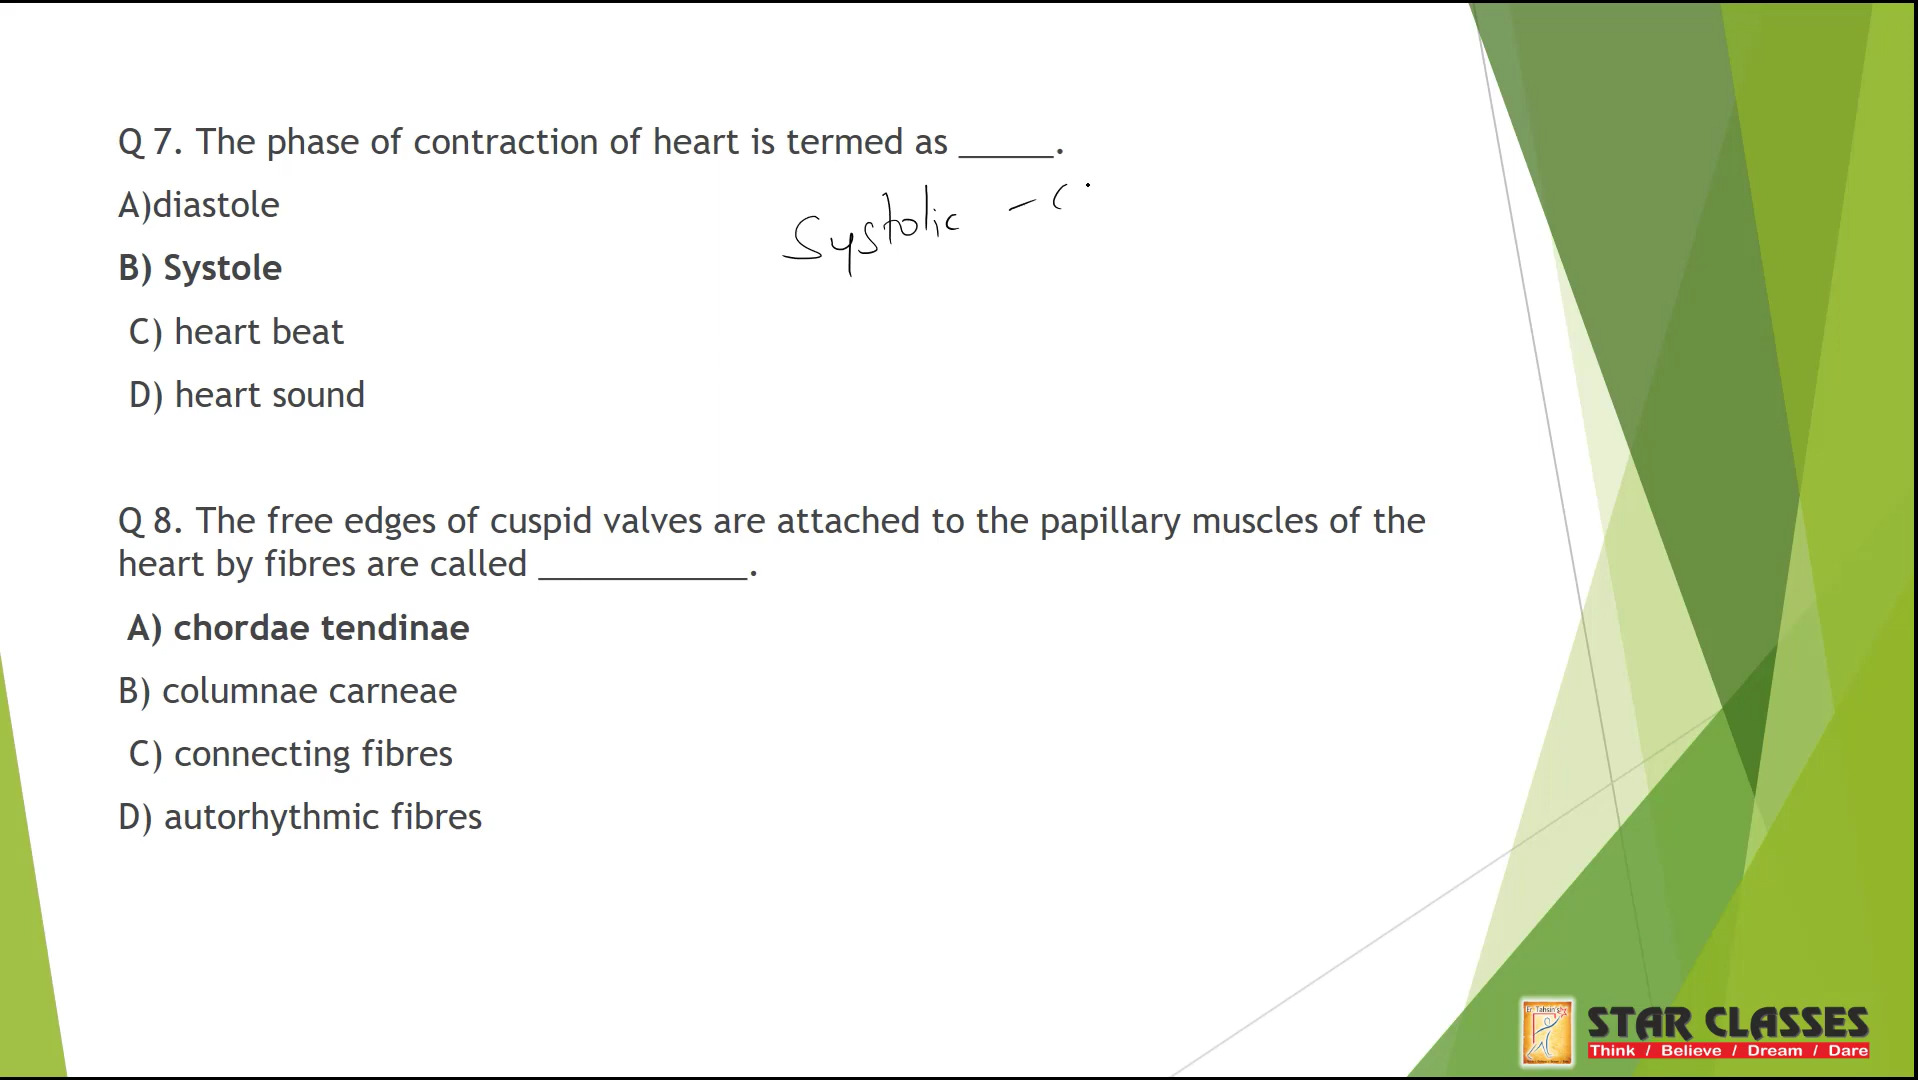 Q 7. The phase of contraction of heart is termed as _____.
Systolic - C
A)diastole
B) Systole
C) heart beat
D) heart sound
Q 8. The free edges of cuspid valves are attached to the papillary muscles of the
heart by fibres are called ___________.
A) chordae tendinae
B) columnae carneae
C) connecting fibres
D) autorhythmic fibres
Er. Tahsin's
STAR CLASSES
Think / Believe / Dream / Dare